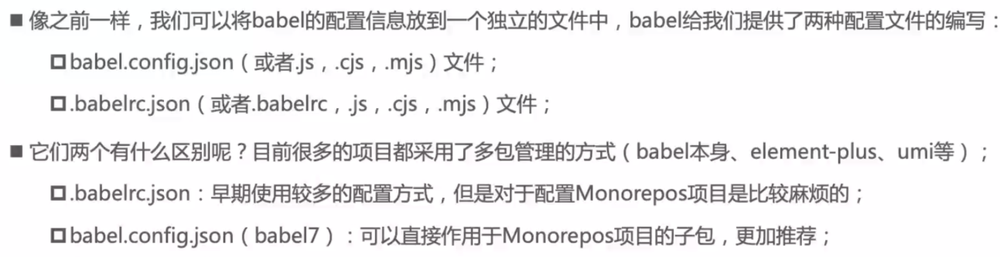 ■ 像之前一样，我们可以将babel的配置信息放到一个独立的文件中，babel给我们提供了两种配置文件的编写：
babel.config.json（或者.js，.cjs，.mjs）文件；
.babelrc.json（或者.babelrc，.js，.cjs，.mjs）文件；
■ 它们两个有什么区别呢？目前很多的项目都采用了多包管理的方式（babel本身、element-plus、umi等）；
.babelrc.json：早期使用较多的配置方式，但是对于配置Monorepos项目是比较麻烦的；
babel.config.json（babel7）：可以直接作用于Monorepos项目的子包，更加推荐；